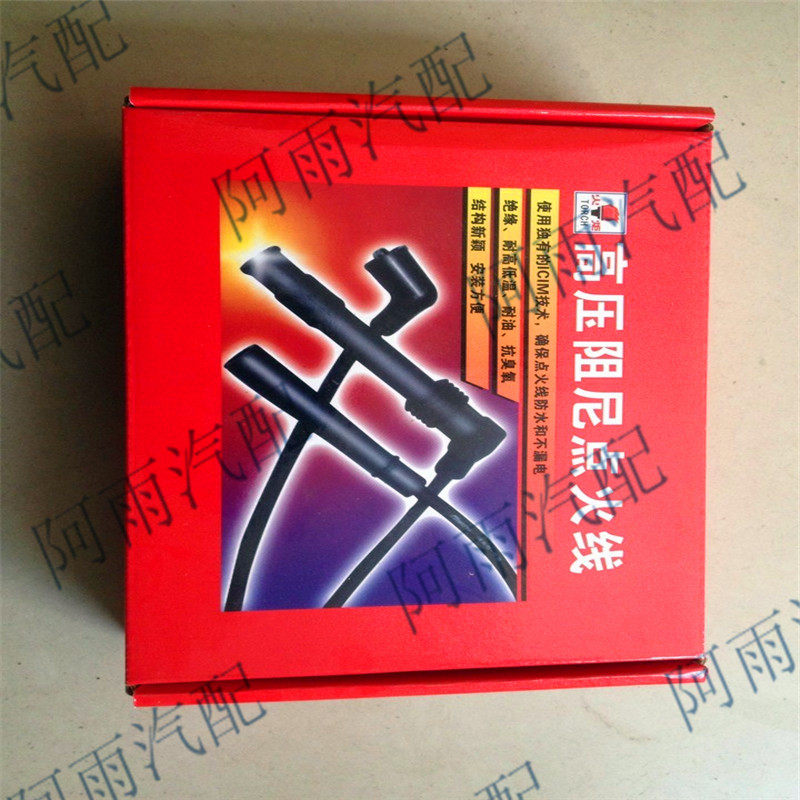 火炬
TORCH
高压阻尼点火线
使用独有的ICIM技术，确保点火线防水和不漏电
绝缘、耐高低温、耐油、抗臭氧
结构新颖 安装方便
阿雨汽配
阿雨汽配
阿雨汽配
阿雨汽配
阿雨汽配
阿雨汽配
阿雨汽配
汽配